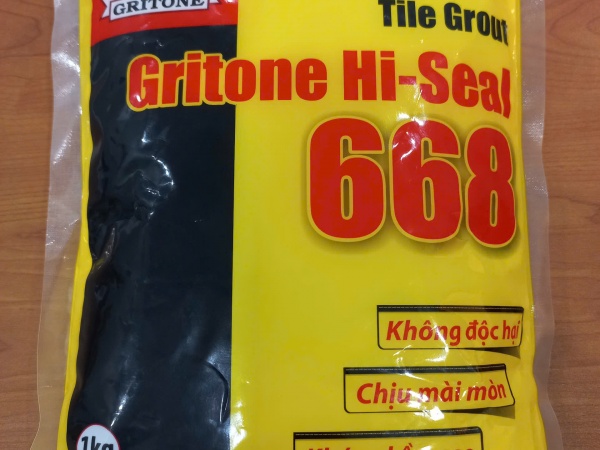 GRITONE
Tile Grout
Gritone Hi-Seal
668
Không độc hại
Chịu mài mòn
1kg